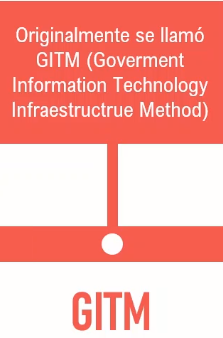 Originalmente se llamó
GITM (Goverment
Information Technology
Infraestructrue Method)
GITM